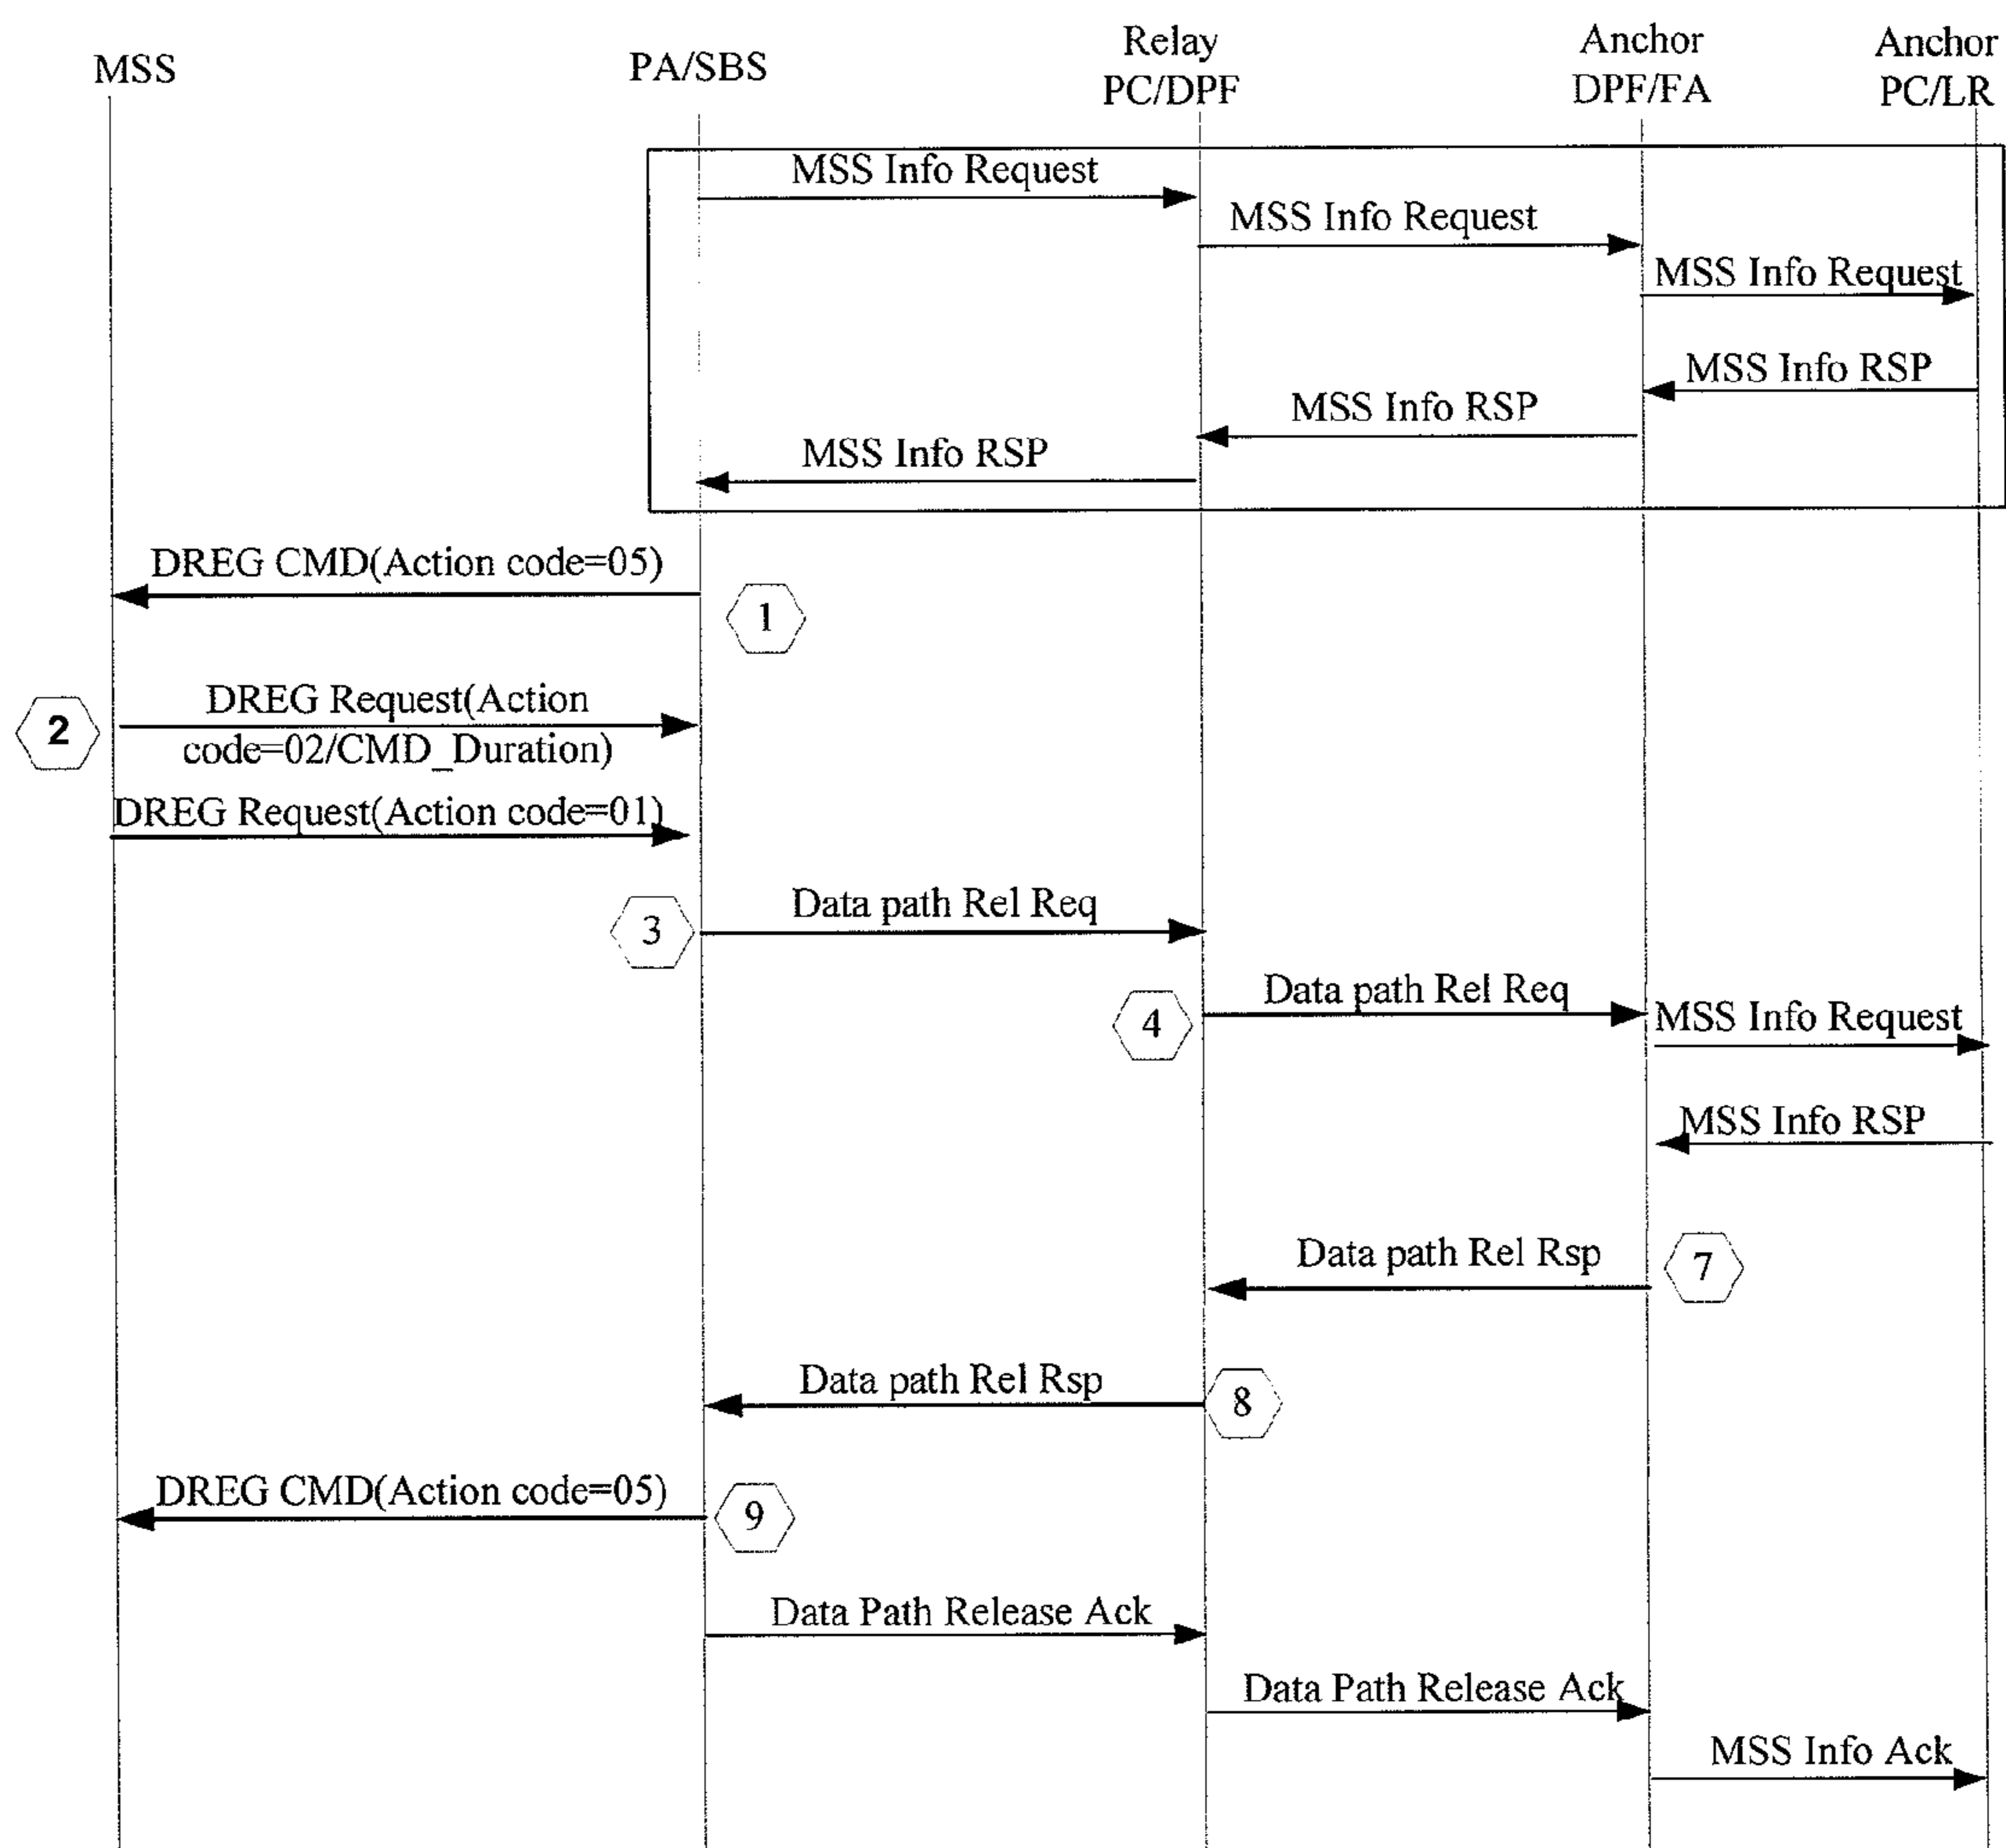 MSS
PA/SBS
Relay
PC/DPF
Anchor
DPF/FA
Anchor
PC/LR
MSS Info Request
MSS Info Request
MSS Info Request
MSS Info RSP
MSS Info RSP
MSS Info RSP
DREG CMD(Action code=05)
1
2
DREG Request(Action
code=02/CMD_Duration)
DREG Request(Action code=01)
3
Data path Rel Req
4
Data path Rel Req
MSS Info Request
MSS Info RSP
Data path Rel Rsp
7
Data path Rel Rsp
8
DREG CMD(Action code=05)
9
Data Path Release Ack
Data Path Release Ack
MSS Info Ack